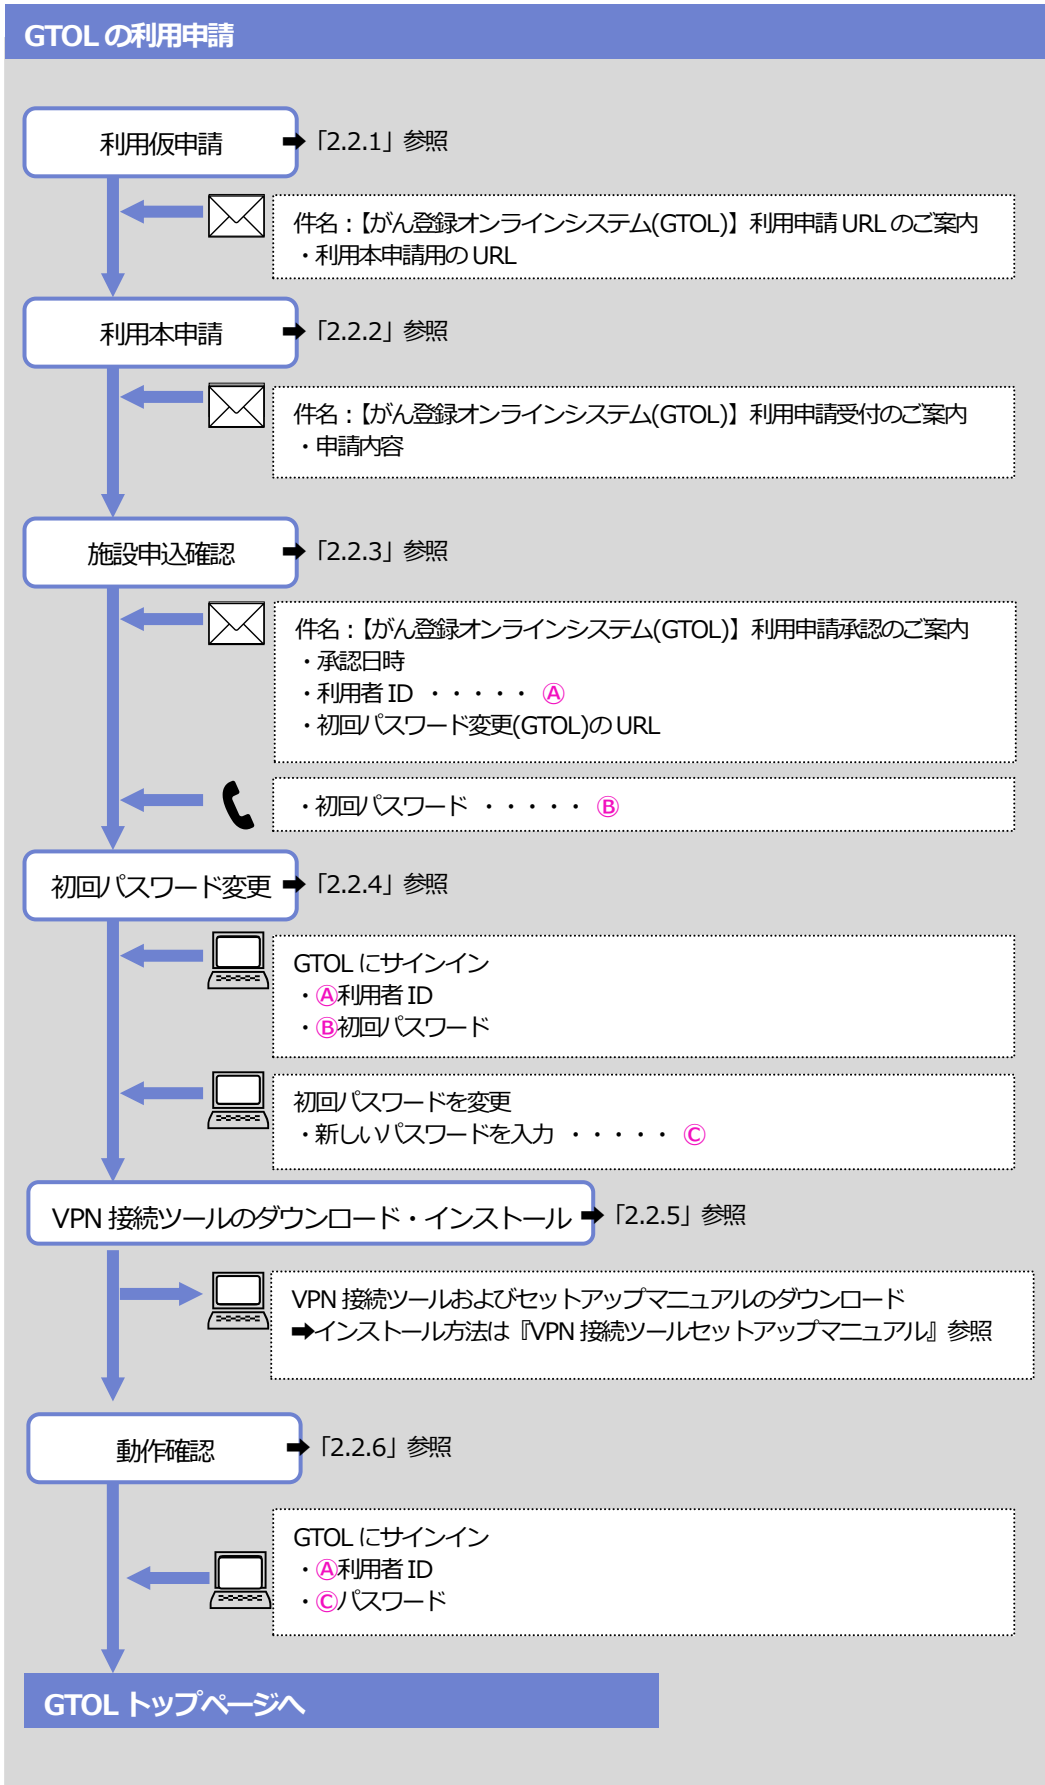 GTOL の利用申請
利用仮申請
➡「2.2.1」参照
件名:【がん登録オンラインシステム(GTOL)】利用申請 URL のご案内
・利用本申請用の URL
利用本申請
➡「2.2.2」参照
件名:【がん登録オンラインシステム(GTOL)】利用申請受付のご案内
・申請内容
施設申込確認
➡「2.2.3」参照
件名:【がん登録オンラインシステム(GTOL)】利用申請承認のご案内
・承認日時
・利用者 ID ・・・・・ Ⓐ
・初回パスワード変更(GTOL)の URL
・初回パスワード ・・・・・ Ⓑ
初回パスワード変更
➡「2.2.4」参照
GTOL にサインイン
・Ⓐ利用者 ID
・Ⓑ初回パスワード
初回パスワードを変更
・新しいパスワードを入力 ・・・・・ Ⓒ
VPN 接続ツールのダウンロード・インストール
➡「2.2.5」参照
VPN 接続ツールおよびセットアップマニュアルのダウンロード
➡インストール方法は『VPN 接続ツールセットアップマニュアル』参照
動作確認
➡「2.2.6」参照
GTOL にサインイン
・Ⓐ利用者 ID
・Ⓒパスワード
GTOL トップページへ